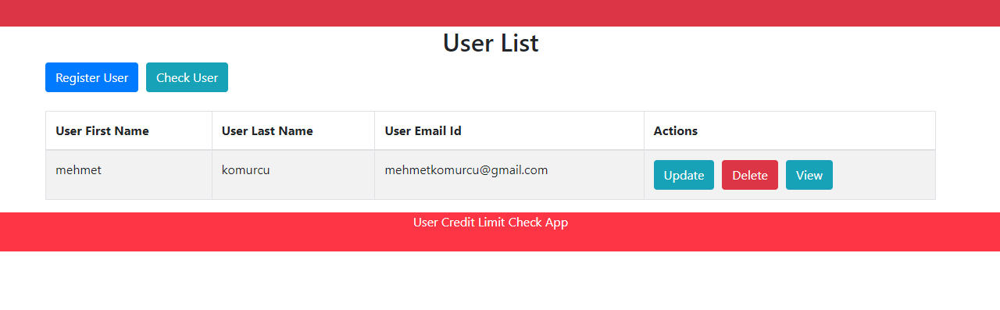 User List
Register User Check User
User First Name User Last Name User Email Id Actions
mehmet komurcu mehmetkomurcu@gmail.com Update Delete View
User Credit Limit Check App